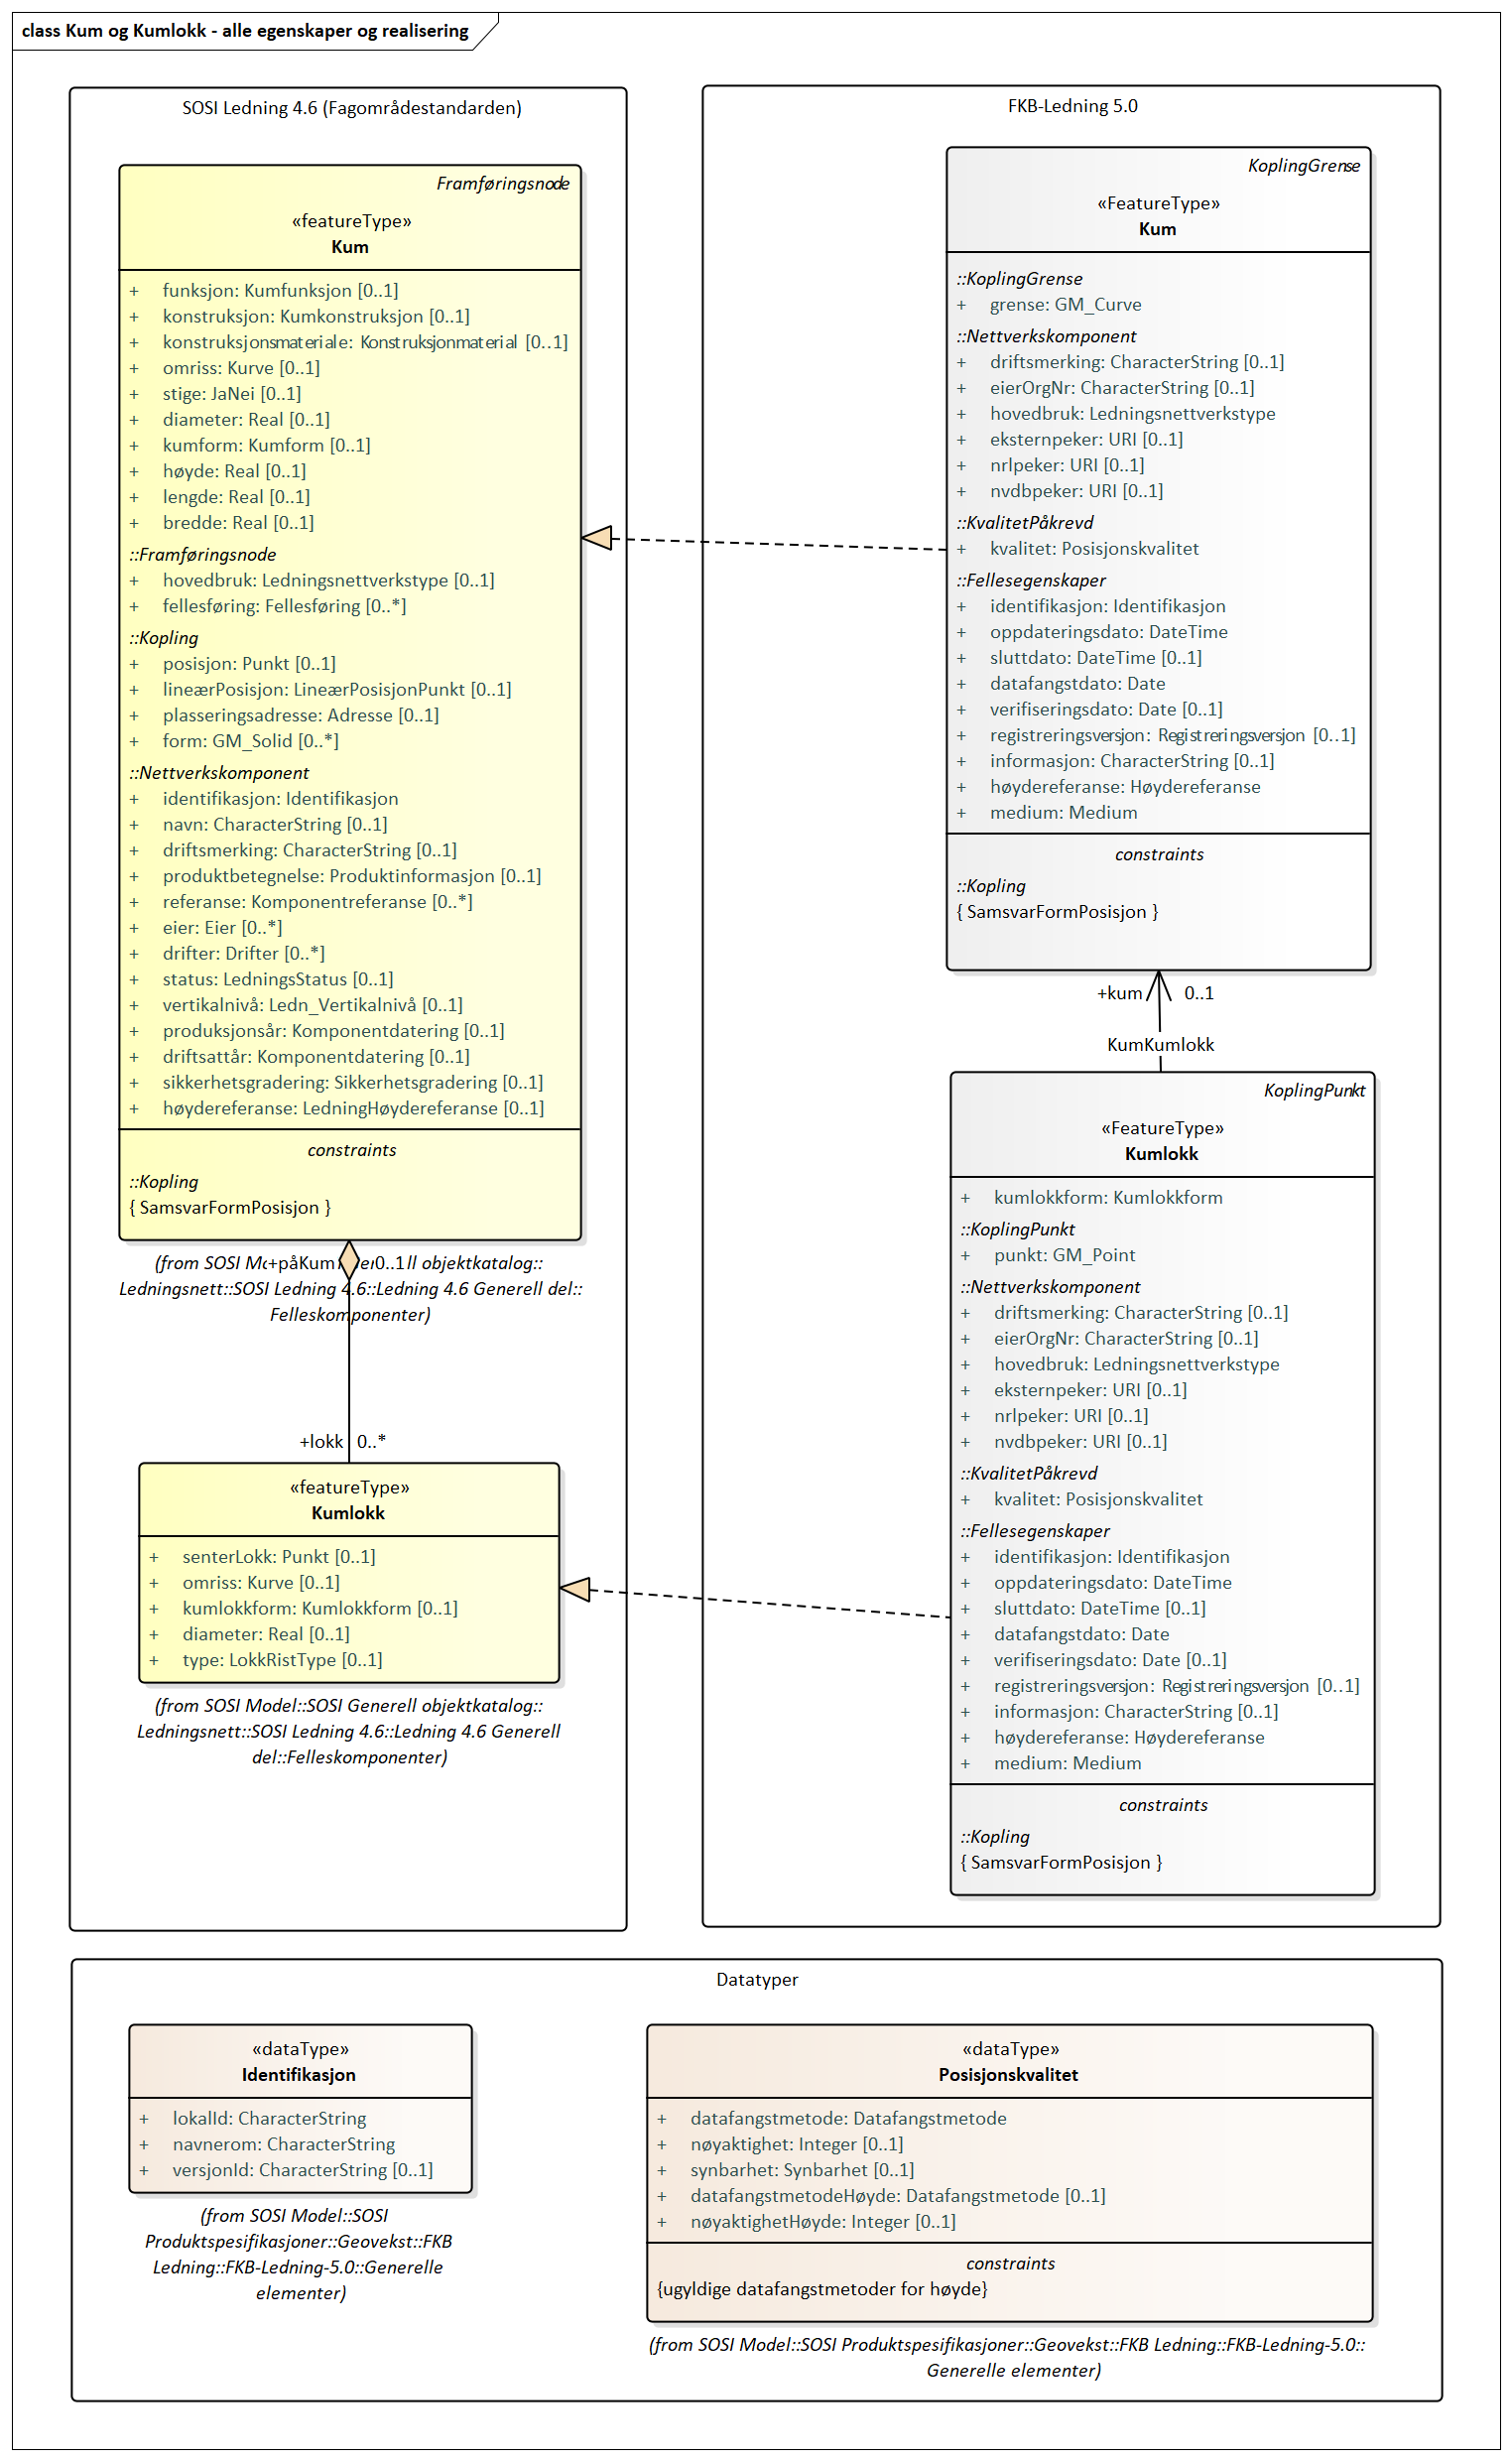 class Kum og Kumlokk - alle egenskaper og realisering
SOSI Ledning 4.6 (Fagområdestandarden)
Framføringsnode
«featureType»
Kum
+ funksjon: Kumfunksjon [0..1]
+ konstruksjon: Kumkonstruksjon [0..1]
+ konstruksjonsmateriale: Konstruksjonmaterial [0..1]
+ omriss: Kurve [0..1]
+ stige: JaNei [0..1]
+ diameter: Real [0..1]
+ kumform: Kumform [0..1]
+ høyde: Real [0..1]
+ lengde: Real [0..1]
+ bredde: Real [0..1]
::Framføringsnode
+ hovedbruk: Ledningsnettverkstype [0..1]
+ fellesføring: Fellesføring [0..*]
::Kopling
+ posisjon: Punkt [0..1]
+ lineærPosisjon: LineærPosisjonPunkt [0..1]
+ plasseringsadresse: Adresse [0..1]
+ form: GM_Solid [0..*]
::Nettverkskomponent
+ identifikasjon: Identifikasjon
+ navn: CharacterString [0..1]
+ driftsmerking: CharacterString [0..1]
+ produktbetegnelse: Produktinformasjon [0..1]
+ referanse: Komponentreferanse [0..*]
+ eier: Eier [0..*]
+ drifter: Drifter [0..*]
+ status: LedningsStatus [0..1]
+ vertikalnivå: Ledn_Vertikalnivå [0..1]
+ produksjonsår: Komponentdatering [0..1]
+ driftsattår: Komponentdatering [0..1]
+ sikkerhetsgradering: Sikkerhetsgradering [0..1]
+ høydereferanse: LedningHøydereferanse [0..1]
constraints
::Kopling
{ SamsvarFormPosisjon }
(from SOSI +påKum 0..1 objektkatalog::
Ledningsnett::SOSI Ledning 4.6::Ledning 4.6 Generell del::
Felleskomponenter)
+lokk 0..*
«featureType»
Kumlokk
+ senterLokk: Punkt [0..1]
+ omriss: Kurve [0..1]
+ kumlokkform: Kumlokkform [0..1]
+ diameter: Real [0..1]
+ type: LokkRistType [0..1]
(from SOSI Model::SOSI Generell objektkatalog::
Ledningsnett::SOSI Ledning 4.6::Ledning 4.6 Generell
del::Felleskomponenter)
FKB-Ledning 5.0
KoplingGrense
«FeatureType»
Kum
::KoplingGrense
+ grense: GM_Curve
::Nettverkskomponent
+ driftsmerking: CharacterString [0..1]
+ eierOrgNr: CharacterString [0..1]
+ hovedbruk: Ledningsnettverkstype
+ eksternpeker: URI [0..1]
+ nrlpeker: URI [0..1]
+ nvdbpeker: URI [0..1]
::KvalitetPåkrevd
+ kvalitet: Posisjonskvalitet
::Fellesegenskaper
+ identifikasjon: Identifikasjon
+ oppdateringsdato: DateTime
+ sluttdato: DateTime [0..1]
+ datafangstdato: Date
+ verifiseringsdato: Date [0..1]
+ registreringsversjon: Registreringsversjon [0..1]
+ informasjon: CharacterString [0..1]
+ høydereferanse: Høydereferanse
+ medium: Medium
constraints
::Kopling
{ SamsvarFormPosisjon }
+kum 0..1
KumKumlokk
KoplingPunkt
«FeatureType»
Kumlokk
+ kumlokkform: Kumlokkform
::KoplingPunkt
+ punkt: GM_Point
::Nettverkskomponent
+ driftsmerking: CharacterString [0..1]
+ eierOrgNr: CharacterString [0..1]
+ hovedbruk: Ledningsnettverkstype
+ eksternpeker: URI [0..1]
+ nrlpeker: URI [0..1]
+ nvdbpeker: URI [0..1]
::KvalitetPåkrevd
+ kvalitet: Posisjonskvalitet
::Fellesegenskaper
+ identifikasjon: Identifikasjon
+ oppdateringsdato: DateTime
+ sluttdato: DateTime [0..1]
+ datafangstdato: Date
+ verifiseringsdato: Date [0..1]
+ registreringsversjon: Registreringsversjon [0..1]
+ informasjon: CharacterString [0..1]
+ høydereferanse: Høydereferanse
+ medium: Medium
constraints
::Kopling
{ SamsvarFormPosisjon }
Datatyper
«dataType»
Identifikasjon
+ lokalId: CharacterString
+ navnerom: CharacterString
+ versjonId: CharacterString [0..1]
(from SOSI Model::SOSI
Produktspesifikasjoner::Geovekst::FKB
Ledning::FKB-Ledning-5.0::Generelle
elementer)
«dataType»
Posisjonskvalitet
+ datafangstmetode: Datafangstmetode
+ nøyaktighet: Integer [0..1]
+ synbarhet: Synbarhet [0..1]
+ datafangstmetodeHøyde: Datafangstmetode [0..1]
+ nøyaktighetHøyde: Integer [0..1]
constraints
{ugyldige datafangstmetoder for høyde}
(from SOSI Model::SOSI Produktspesifikasjoner::Geovekst::FKB Ledning::FKB-Ledning-5.0::
Generelle elementer)